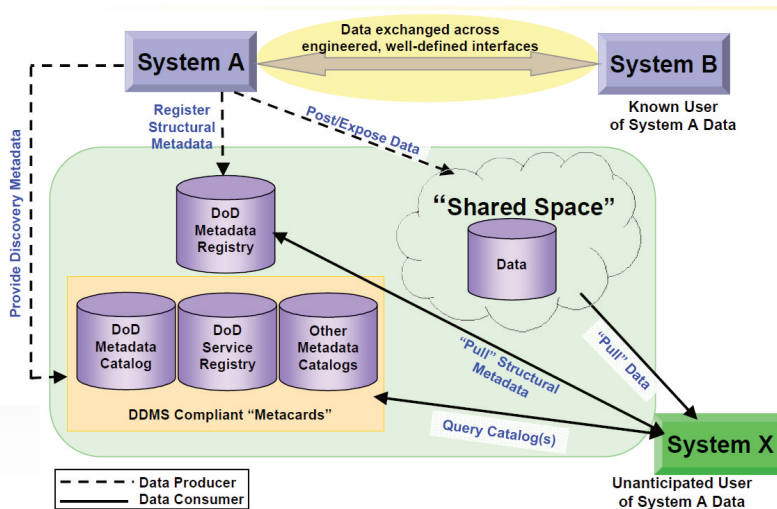 Data exchanged across
engineered, well-defined interfaces
System A
System B
Known User
of System A Data
Register
Structural
Metadata
Post/Expose Data
Provide Discovery Metadata
"Shared Space"
DoD
Metadata
Registry
Data
DoD
Metadata
Catalog
DoD
Service
Registry
Other
Metadata
Catalogs
DDMS Compliant “Metacards”
“Pull” Structural
Metadata
“Pull” Data
Query Catalog(s)
System X
Unanticipated User
of System A Data
Data Producer
Data Consumer